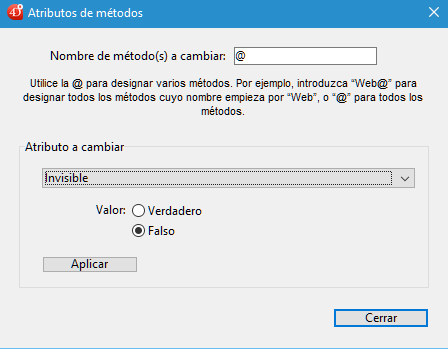 Atributos de métodos
Nombre de método(s) a cambiar: @
Utilice la @ para designar varios métodos. Por ejemplo, introduzca “Web@” para
designar todos los métodos cuyo nombre empieza por “Web”, o “@” para todos los
métodos.
Atributo a cambiar
Invisible
Valor: Verdadero
Falso
Aplicar
Cerrar